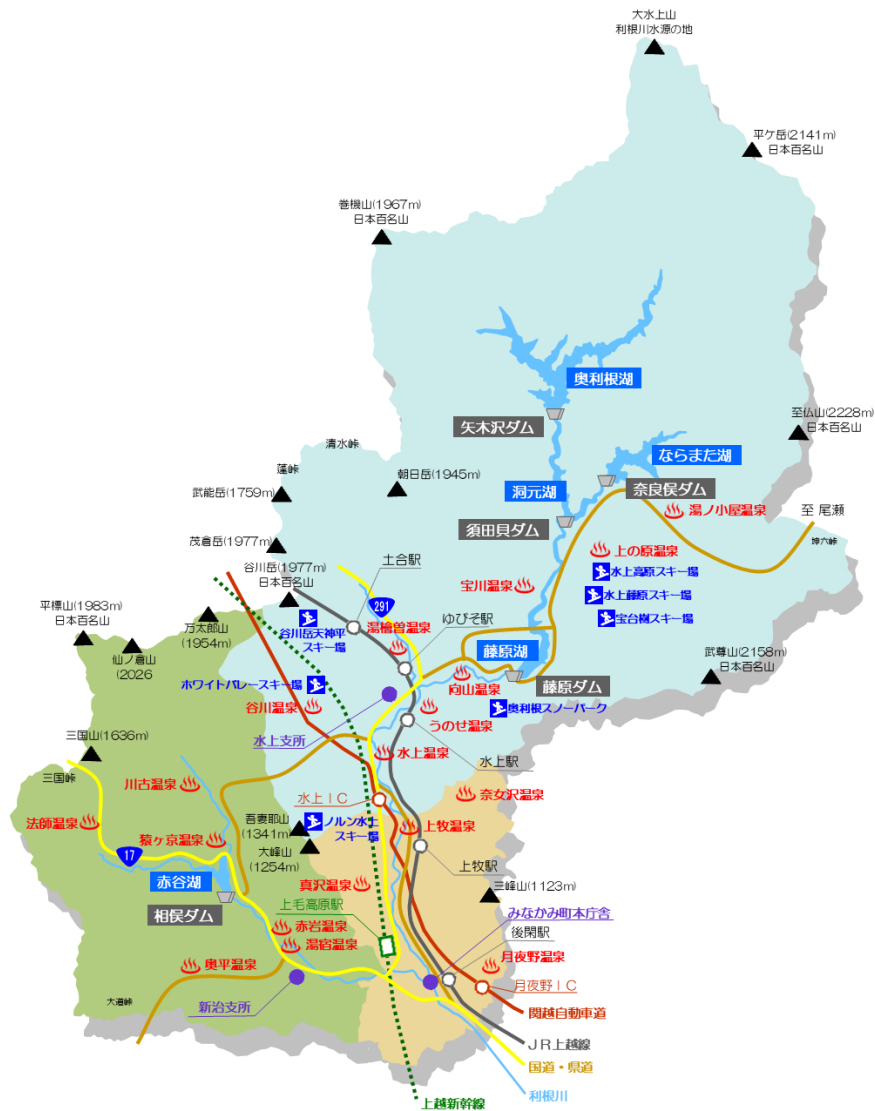 大水上山
利根川水源の地
平ケ岳(2141m)
日本百名山
巻機山(1967m)
日本百名山
奥利根湖
矢木沢ダム
至仏山(2228m)
日本百名山
清水峠
ならまた湖
蓬峠
朝日岳(1945m)
武能岳(1759m)
洞元湖
奈良俣ダム
湯ノ小屋温泉
至 尾瀬
須田貝ダム
茂倉岳(1977m)
上の原温泉
谷川岳(1977m)
日本百名山
土合駅
水上高原スキー場
宝川温泉
水上藤原スキー場
291
平標山(1983m)
日本百名山
万太郎山
(1954m)
谷川岳天神平
スキー場
湯檜曽温泉
ゆびそ駅
宝台樹スキー場
仙ノ倉山
(2026
藤原湖
武尊山(2158m)
日本百名山
ホワイトバレースキー場
向山温泉
藤原ダム
谷川温泉
奥利根スノーパーク
うのせ温泉
水上支所
三国山(1636m)
水上温泉
水上駅
三国峠
川古温泉
水上IC
奈女沢温泉
法師温泉
吾妻耶山
(1341m)
ノルン水上
スキー場
上牧温泉
猿ヶ京温泉
17
大峰山
(1254m)
上牧駅
赤谷湖
真沢温泉
三峰山(1123m)
相俣ダム
上毛高原駅
みなかみ町本庁舎
赤岩温泉
後閑駅
湯宿温泉
奥平温泉
月夜野温泉
大道峠
新治支所
月夜野IC
関越自動車道
JR上越線
国道・県道
利根川
上越新幹線